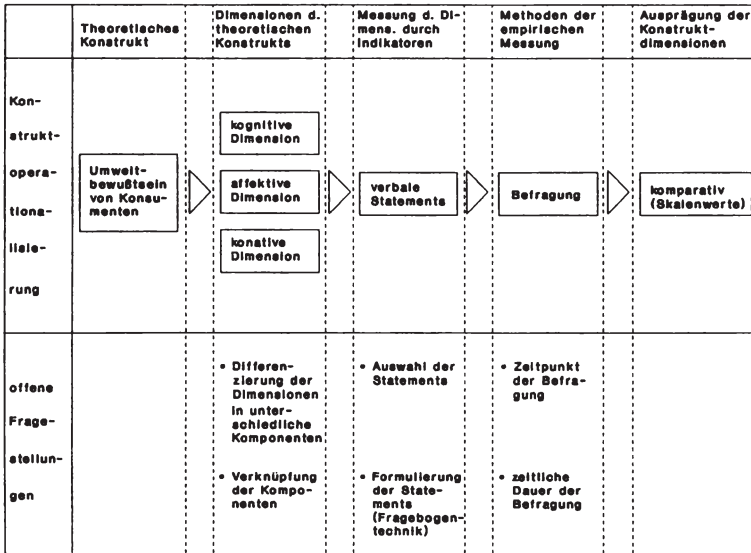 Theoretisches
Konstrukt
Dimensionen d.
theoretischen
Konstrukts
Messung d. Di-
mens. durch
Indikatoren
Methoden der
empirischen
Messung
Ausprägung der
Konstrukt-
dimensionen
Kon-
strukt-
opera-
tiona-
lisie-
rung
Umwelt-
bewußtsein
von Konsu-
menten
kognitive
Dimension
affektive
Dimension
konative
Dimension
verbale
Statements
Befragung
komparativ
(Skalenwerte)
offene
Frage-
stellun-
gen
• Differen-
zierung der
Dimensionen
in unter-
schiedliche
Komponenten
• Verknüpfung
der Kompo-
nenten
• Auswahl der
Statements
• Formulierung
der State-
ments
(Fragebogen-
technik)
• Zeitpunkt
der Befra-
gung
• zeitliche
Dauer der
Befragung